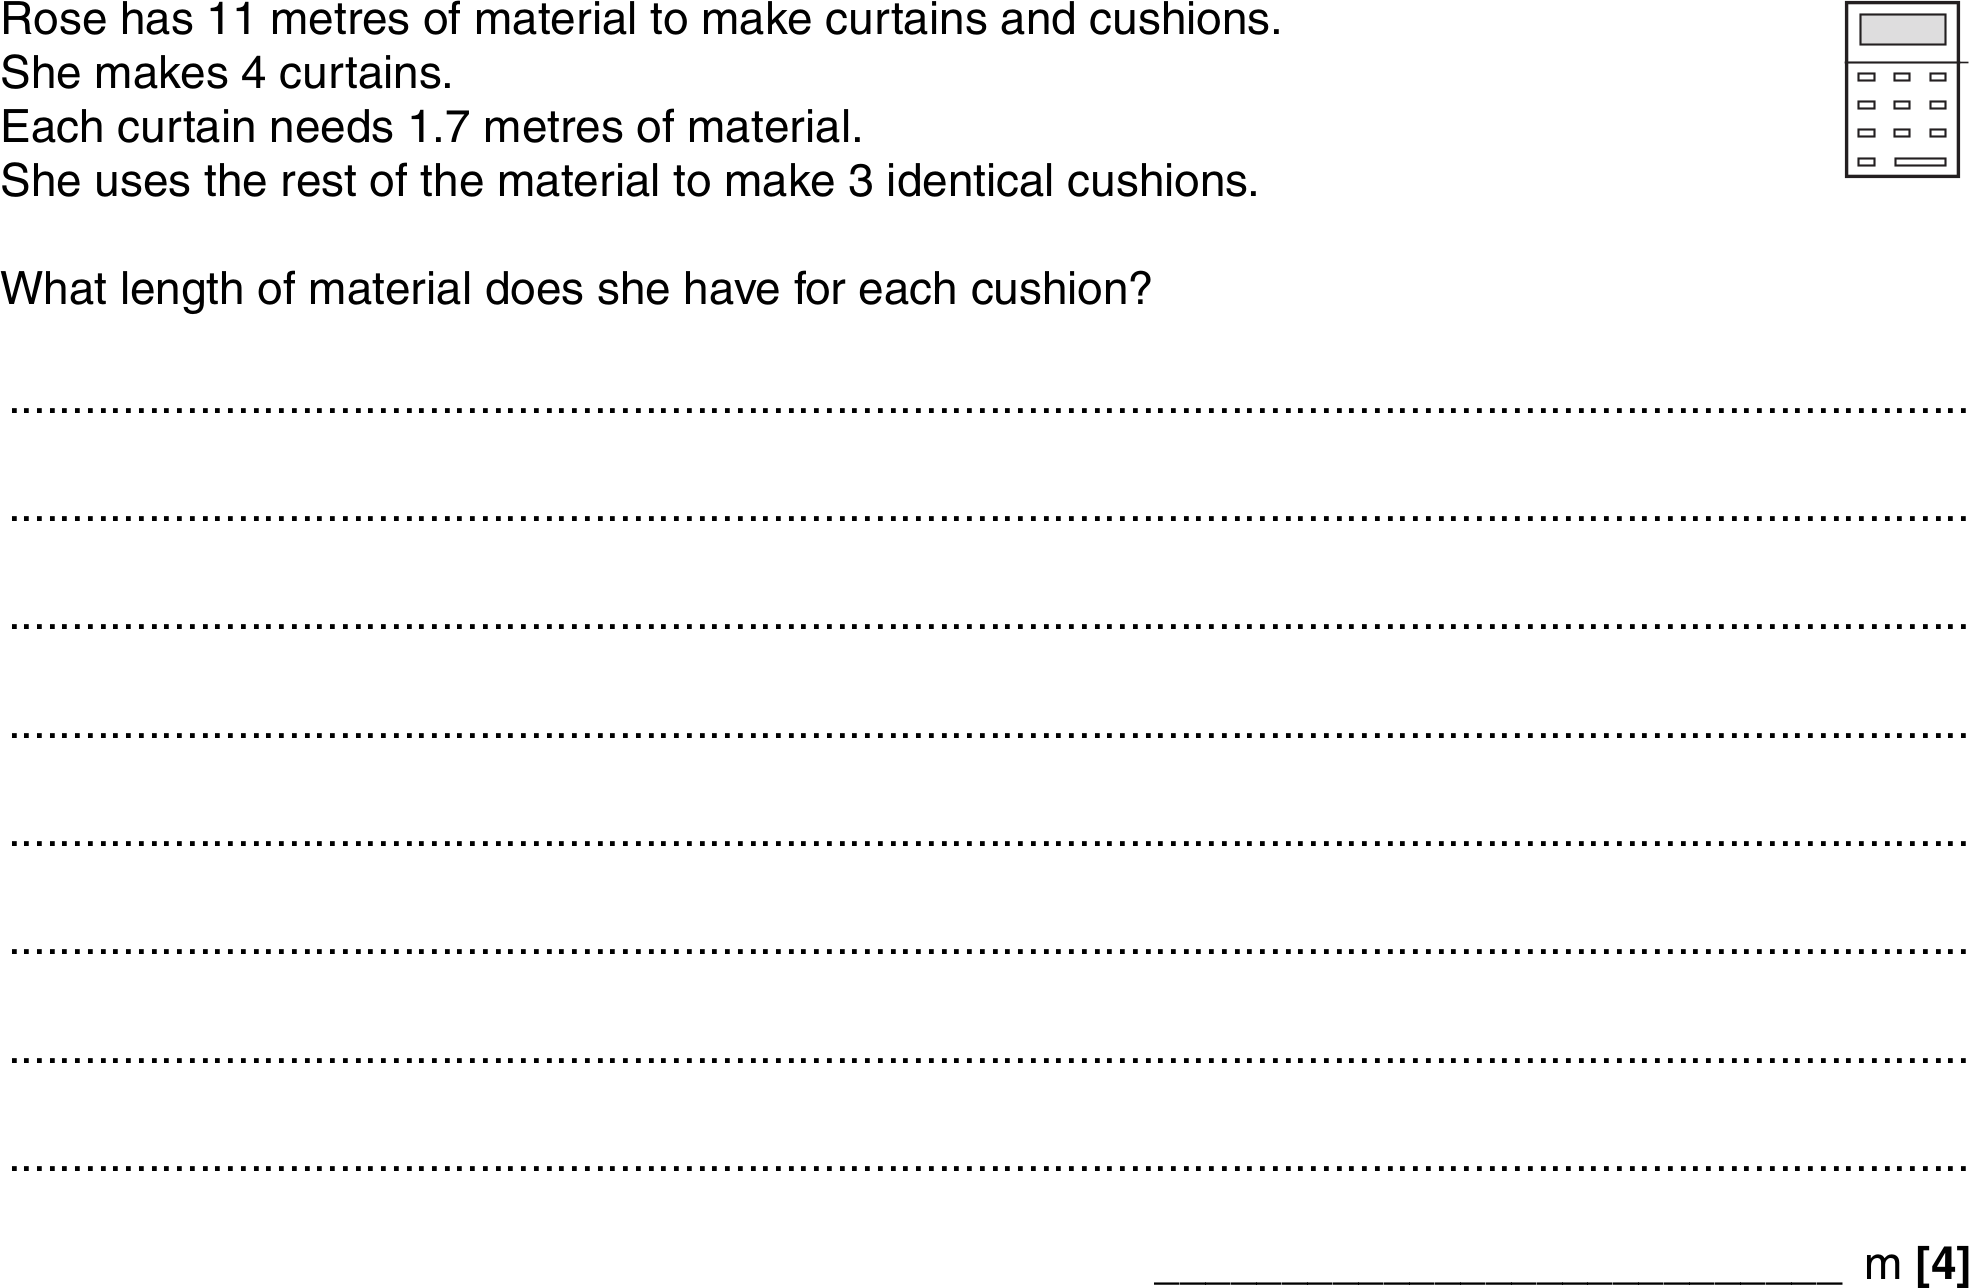 Rose has 11 metres of material to make curtains and cushions.
She makes 4 curtains.
Each curtain needs 1.7 metres of material.
She uses the rest of the material to make 3 identical cushions.
What length of material does she have for each cushion?
m [4]